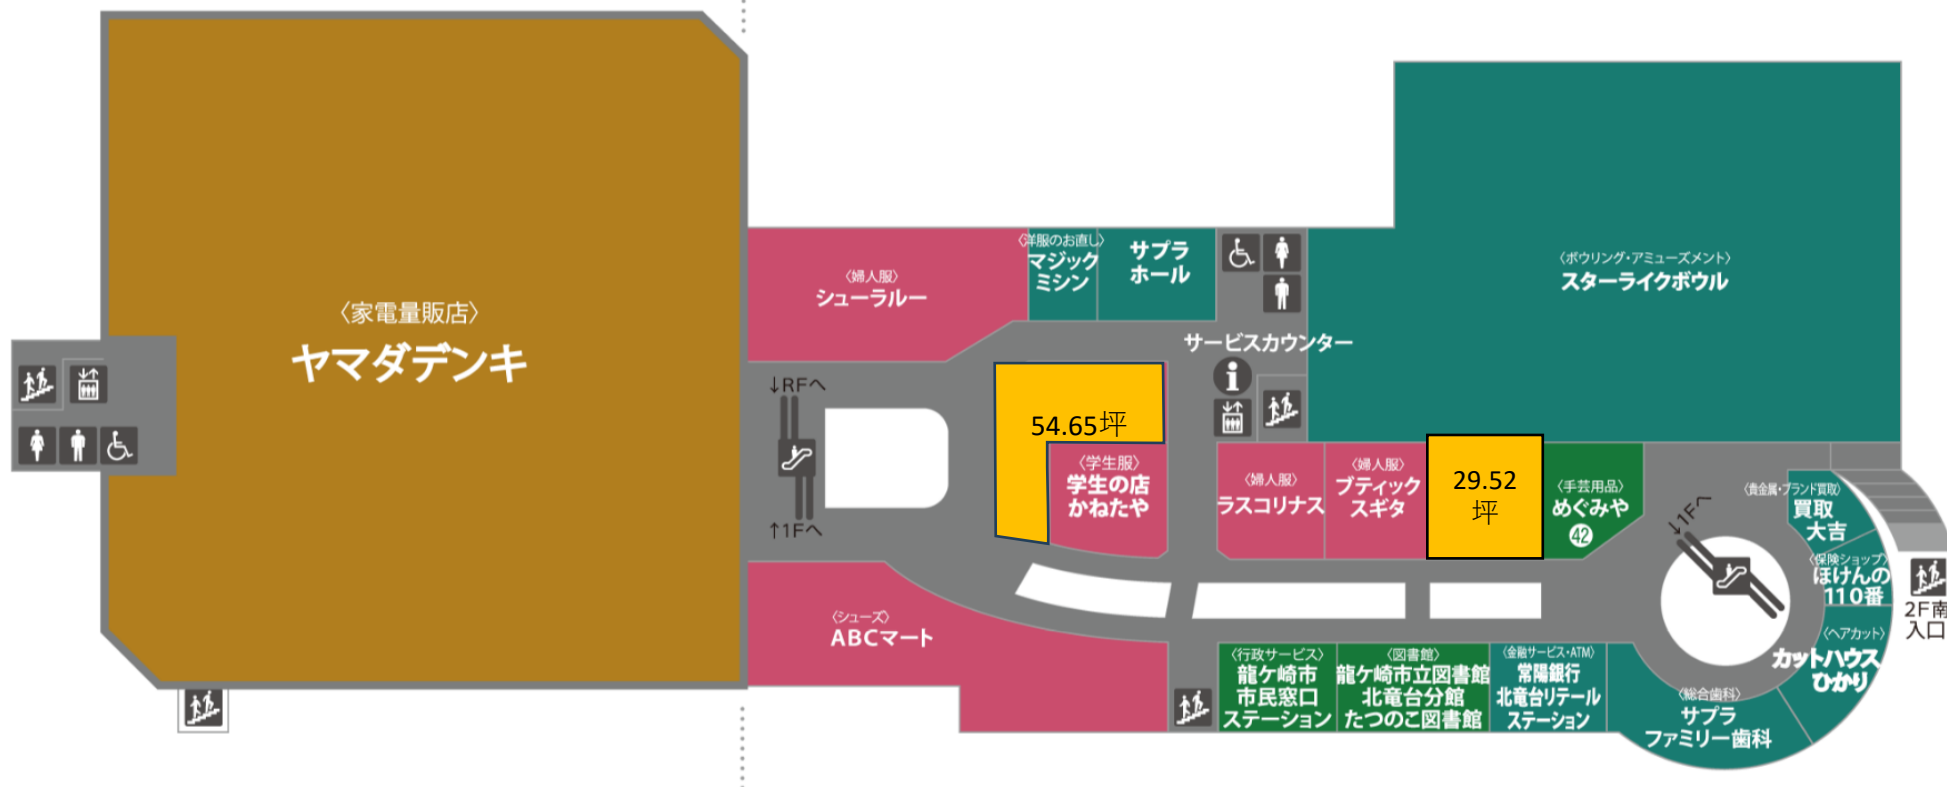 〈家電量販店〉
ヤマダデンキ
〈婦人服〉
シューラルー
〈洋服のお直し〉
マジック
ミシン
サプラ
ホール
サービスカウンター
〈ボウリング・アミューズメント〉
スターライクボウル
↓RFへ
↑1Fへ
54.65坪
〈学生服〉
学生の店
かねたや
〈婦人服〉
ラスコリナス
〈婦人服〉
ブティック
スギタ
29.52
坪
〈手芸用品〉
めぐみや
42
↓1Fへ
〈貴金属・ブランド買取〉
買取
大吉
〈保険ショップ〉
ほけんの
110番
2F南
入口
〈ヘアカット〉
カットハウス
ひかり
〈シューズ〉
ABCマート
〈行政サービス〉
龍ケ崎市
市民窓口
ステーション
〈図書館〉
龍ケ崎市立図書館
北竜台分館
たつのこ図書館
〈金融サービス・ATM〉
常陽銀行
北竜台リテール
ステーション
〈総合歯科〉
サプラ
ファミリー歯科